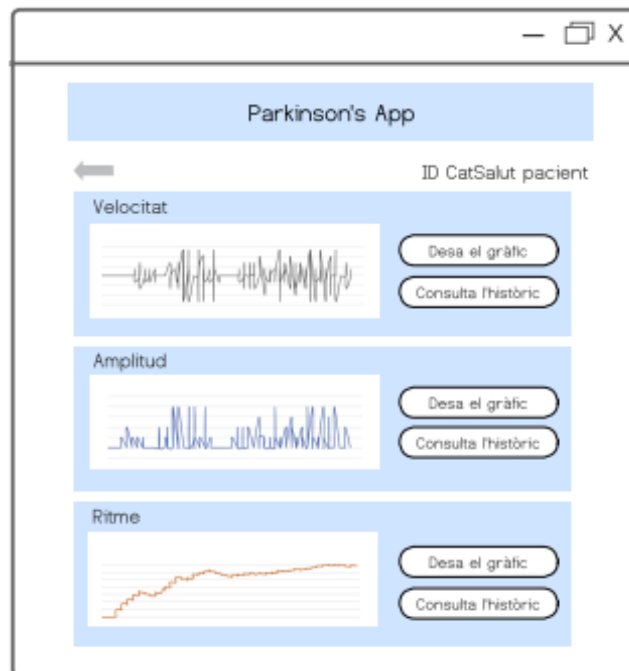 X
Parkinson's App
ID CatSalut pacient
Velocitat
Desa el gràfic
Consulta l'històric
Amplitud
Desa el gràfic
Consulta l'històric
Ritme
Desa el gràfic
Consulta l'històric